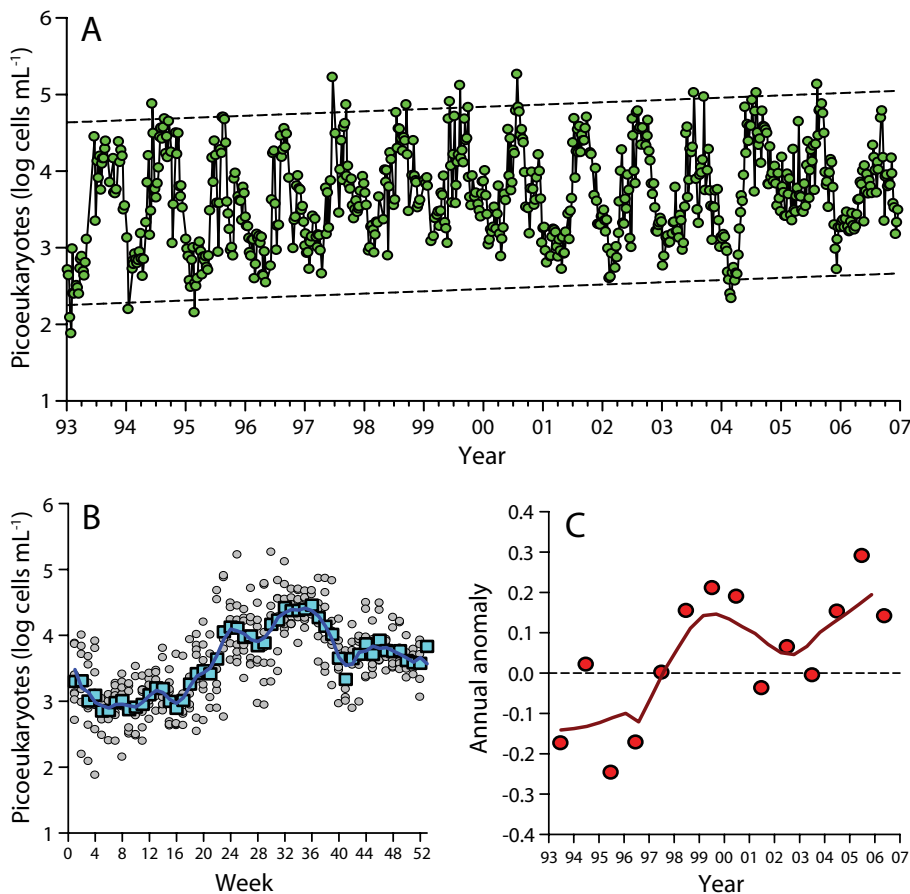 A
Picoeukaryotes (log cells mL⁻¹)
6
5
4
3
2
1
93 94 95 96 97 98 99 00 01 02 03 04 05 06 07
Year
B
Picoeukaryotes (log cells mL⁻¹)
6
5
4
3
2
1
0 4 8 12 16 20 24 28 32 36 40 44 48 52
Week
C
Annual anomaly
0.4
0.3
0.2
0.1
0.0
-0.1
-0.2
-0.3
-0.4
93 94 95 96 97 98 99 00 01 02 03 04 05 06 07
Year